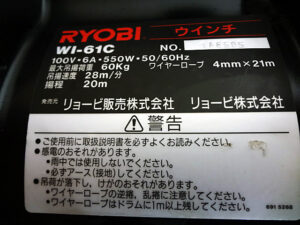 RYOBI ウインチ
WI-61C NO.
100V・6A・550W・50/60Hz
最大吊揚荷重 60Kg ワイヤーロープ 4mm×21m
吊揚速度 28m/分
揚程 20m
発売元 リョービ販売株式会社 リョービ株式会社
⚠警告
●ご使用前に取扱説明書を必ずよくお読みください。
●感電のおそれがあります。
・雨中では使用しないでください。
・必ずアース(接地)してください。
●吊荷が落下し、けがのおそれがあります。
・ワイヤーロープの逆巻、乱巻に注意してください。
・ワイヤーロープはドラムに1m以上残してください。